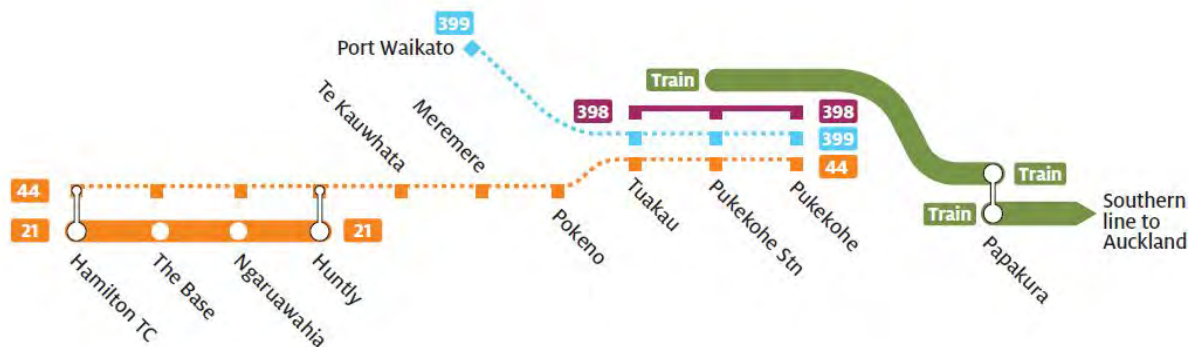 399
Port Waikato
Train
Te Kauwhata
Meremere
398
398
399
44
44
Train
21
21
Train
Southern
line to
Auckland
Hamilton TC
The Base
Ngaruawahia
Huntly
Pokeno
Tuakau
Pukekohe Stn
Pukekohe
Papakura